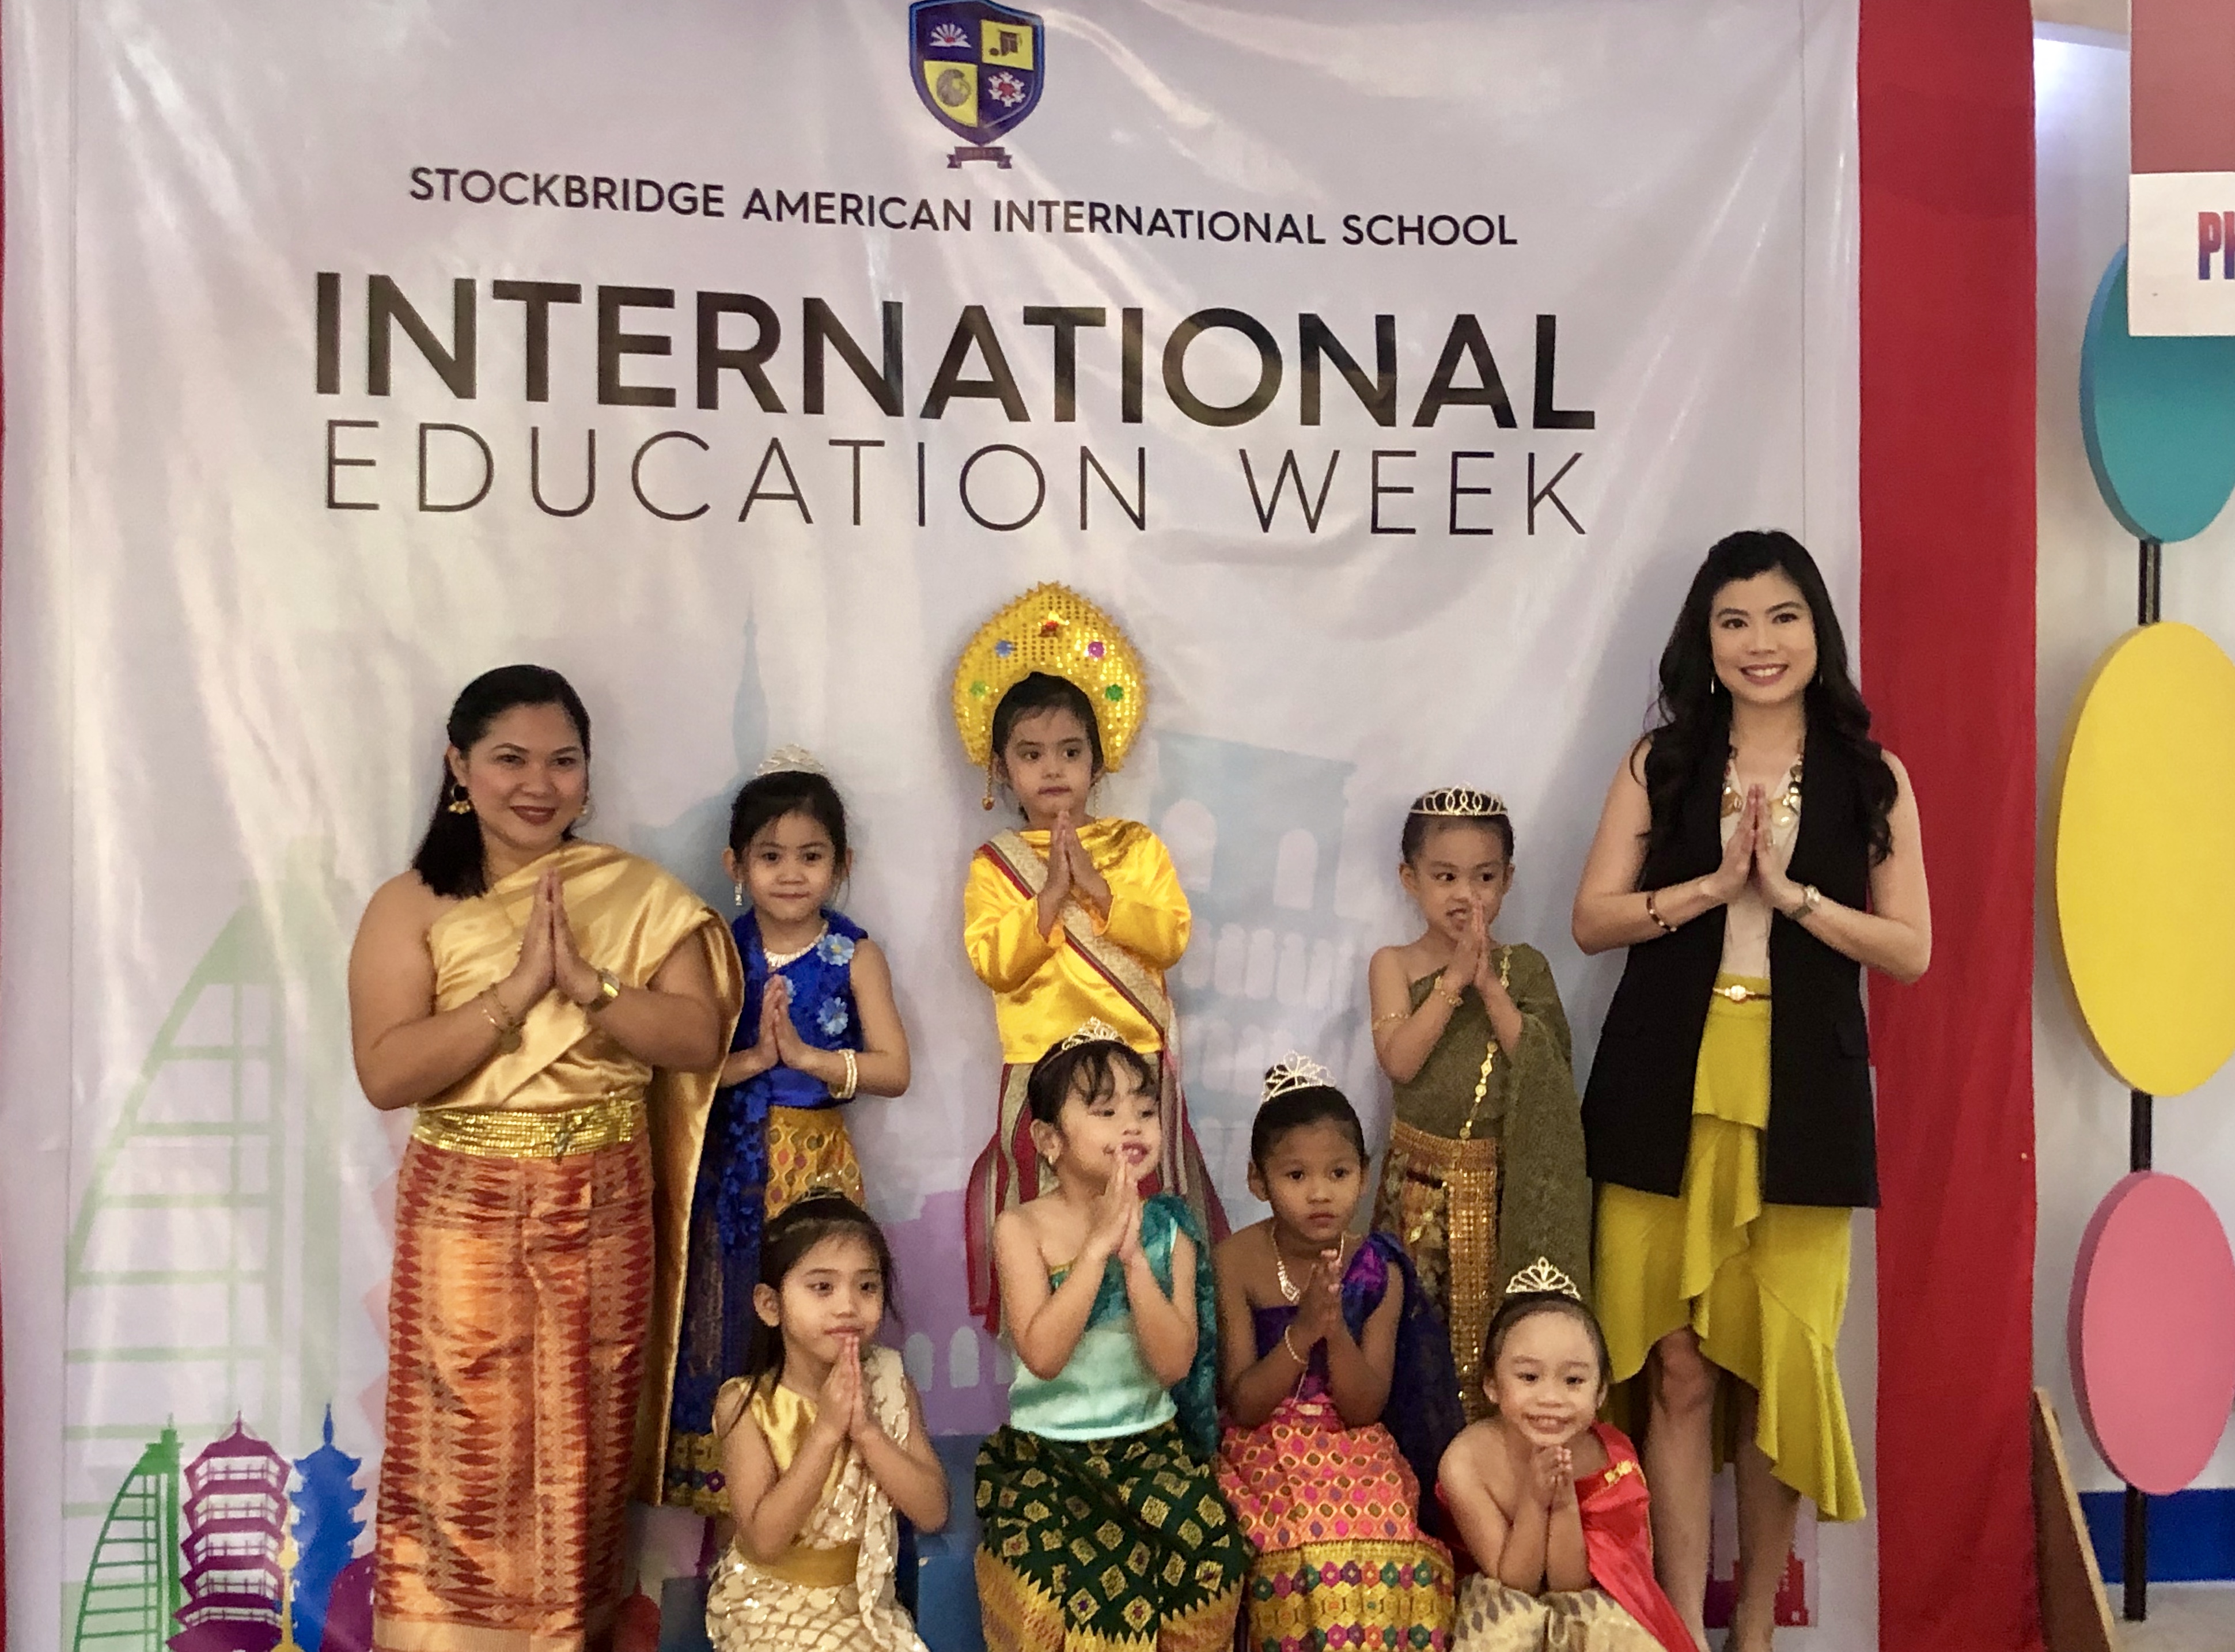 STOCKBRIDGE AMERICAN INTERNATIONAL SCHOOL
INTERNATIONAL
EDUCATION WEEK